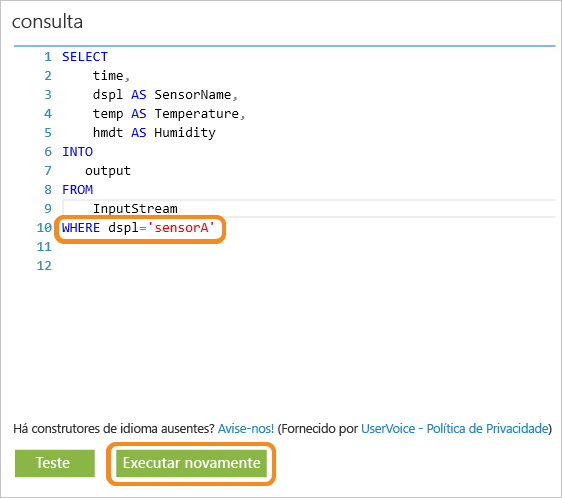 consulta
1 SELECT
2 time,
3 dspl AS SensorName,
4 temp AS Temperature,
5 hmdt AS Humidity
6 INTO
7 output
8 FROM
9 InputStream
10 WHERE dspl='sensorA'
11
12
Há construtores de idioma ausentes? Avise-nos! (Fornecido por UserVoice - Política de Privacidade)
Teste Executar novamente